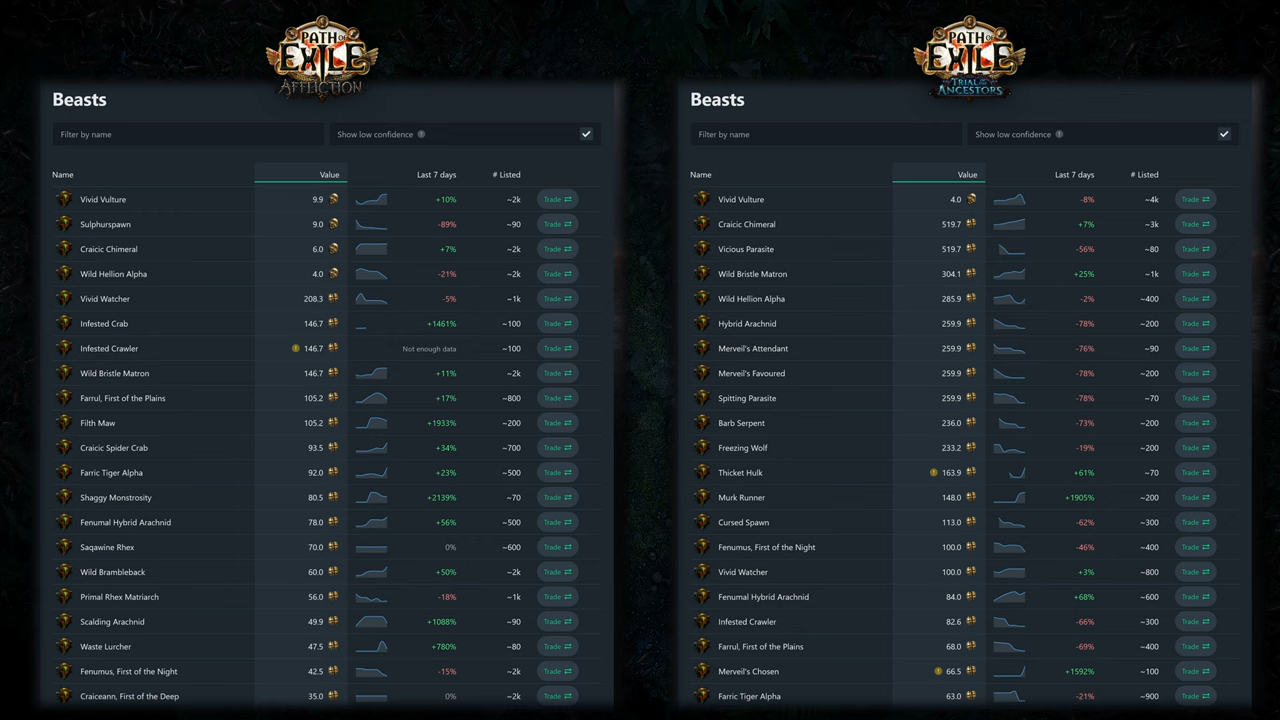 PATH OF
EXILE
AFFLICTION
Beasts
Filter by name
Show low confidence
Name Value Last 7 days # Listed
Vivid Vulture 9.9 +10% ~2k Trade
Sulphurspawn 9.0 -89% ~90 Trade
Craicic Chimeral 6.0 +7% ~2k Trade
Wild Hellion Alpha 4.0 -21% ~2k Trade
Vivid Watcher 208.3 -5% ~1k Trade
Infested Crab 146.7 +1461% ~100 Trade
Infested Crawler 146.7 Not enough data ~100 Trade
Wild Bristle Matron 146.7 +11% ~2k Trade
Farrul, First of the Plains 105.2 +17% ~800 Trade
Filth Maw 105.2 +1933% ~200 Trade
Craicic Spider Crab 93.5 +34% ~700 Trade
Farric Tiger Alpha 92.0 +23% ~500 Trade
Shaggy Monstrosity 80.5 +2139% ~70 Trade
Fenumal Hybrid Arachnid 78.0 +56% ~500 Trade
Saqawine Rhex 70.0 0% ~600 Trade
Wild Brambleback 60.0 +50% ~2k Trade
Primal Rhex Matriarch 56.0 -18% ~1k Trade
Scalding Arachnid 49.9 +1088% ~90 Trade
Waste Lurcher 47.5 +780% ~80 Trade
Fenumus, First of the Night 42.5 -15% ~2k Trade
Craiceann, First of the Deep 35.0 0% ~2k Trade
PATH OF
EXILE
TRIAL OF THE
ANCESTORS
Beasts
Filter by name
Show low confidence
Name Value Last 7 days # Listed
Vivid Vulture 4.0 -8% ~4k Trade
Craicic Chimeral 519.7 +7% ~3k Trade
Vicious Parasite 519.7 -56% ~80 Trade
Wild Bristle Matron 304.1 +25% ~1k Trade
Wild Hellion Alpha 285.9 -2% ~400 Trade
Hybrid Arachnid 259.9 -78% ~200 Trade
Merveil's Attendant 259.9 -76% ~90 Trade
Merveil's Favoured 259.9 -78% ~200 Trade
Spitting Parasite 259.9 -78% ~70 Trade
Barb Serpent 236.0 -73% ~200 Trade
Freezing Wolf 233.2 -19% ~200 Trade
Thicket Hulk 163.9 +61% ~70 Trade
Murk Runner 148.0 +1905% ~200 Trade
Cursed Spawn 113.0 -62% ~300 Trade
Fenumus, First of the Night 100.0 -46% ~400 Trade
Vivid Watcher 100.0 +3% ~800 Trade
Fenumal Hybrid Arachnid 84.0 +68% ~600 Trade
Infested Crawler 82.6 -66% ~300 Trade
Farrul, First of the Plains 68.0 -69% ~400 Trade
Merveil's Chosen 66.5 +1592% ~100 Trade
Farric Tiger Alpha 63.0 -21% ~900 Trade